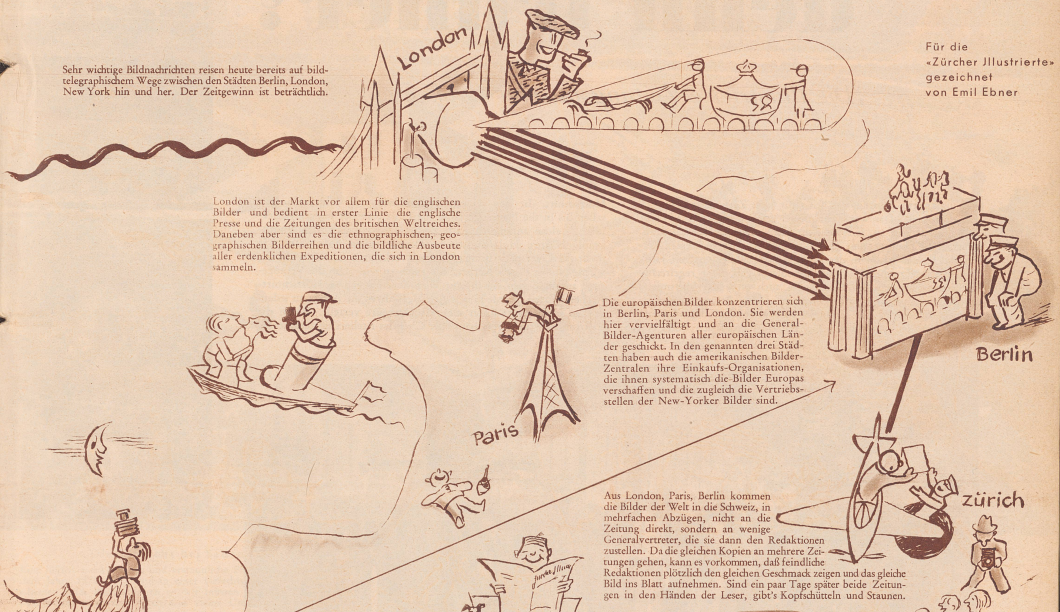 Sehr wichtige Bildnachrichten reisen heute bereits auf bild-
telegraphischem Wege zwischen den Städten Berlin, London,
New York hin und her. Der Zeitgewinn ist beträchtlich.
London
Für die
«Zürcher Jllustrierte»
gezeichnet
von Emil Ebner
London ist der Markt vor allem für die englischen
Bilder und bedient in erster Linie die englische
Presse und die Zeitungen des britischen Weltreiches.
Daneben aber sind es die ethnographischen, geo-
graphischen Bilderreihen und die bildliche Ausbeute
aller erdenklichen Expeditionen, die sich in London
sammeln.
Die europäischen Bilder konzentrieren sich
in Berlin, Paris und London. Sie werden
hier vervielfältigt und an die General-
Bilder-Agenturen aller europäischen Län-
der geschickt. In den genannten drei Städ-
ten haben auch die amerikanischen Bilder-
Zentralen ihre Einkaufs-Organisationen,
die ihnen systematisch die Bilder Europas
verschaffen und die zugleich die Vertriebs-
stellen der New-Yorker Bilder sind.
Berlin
Paris
Aus London, Paris, Berlin kommen
die Bilder der Welt in die Schweiz, in
mehrfachen Abzügen, nicht an die
Zeitung direkt, sondern an wenige
Generalvertreter, die sie dann den Redaktionen
zustellen. Da die gleichen Kopien an mehrere Zei-
tungen gehen, kann es vorkommen, daß feindliche
Redaktionen plötzlich den gleichen Geschmack zeigen und das gleiche
Bild ins Blatt aufnehmen. Sind ein paar Tage später beide Zeitun-
gen in den Händen der Leser, gibt's Kopfschütteln und Staunen.
Zürich